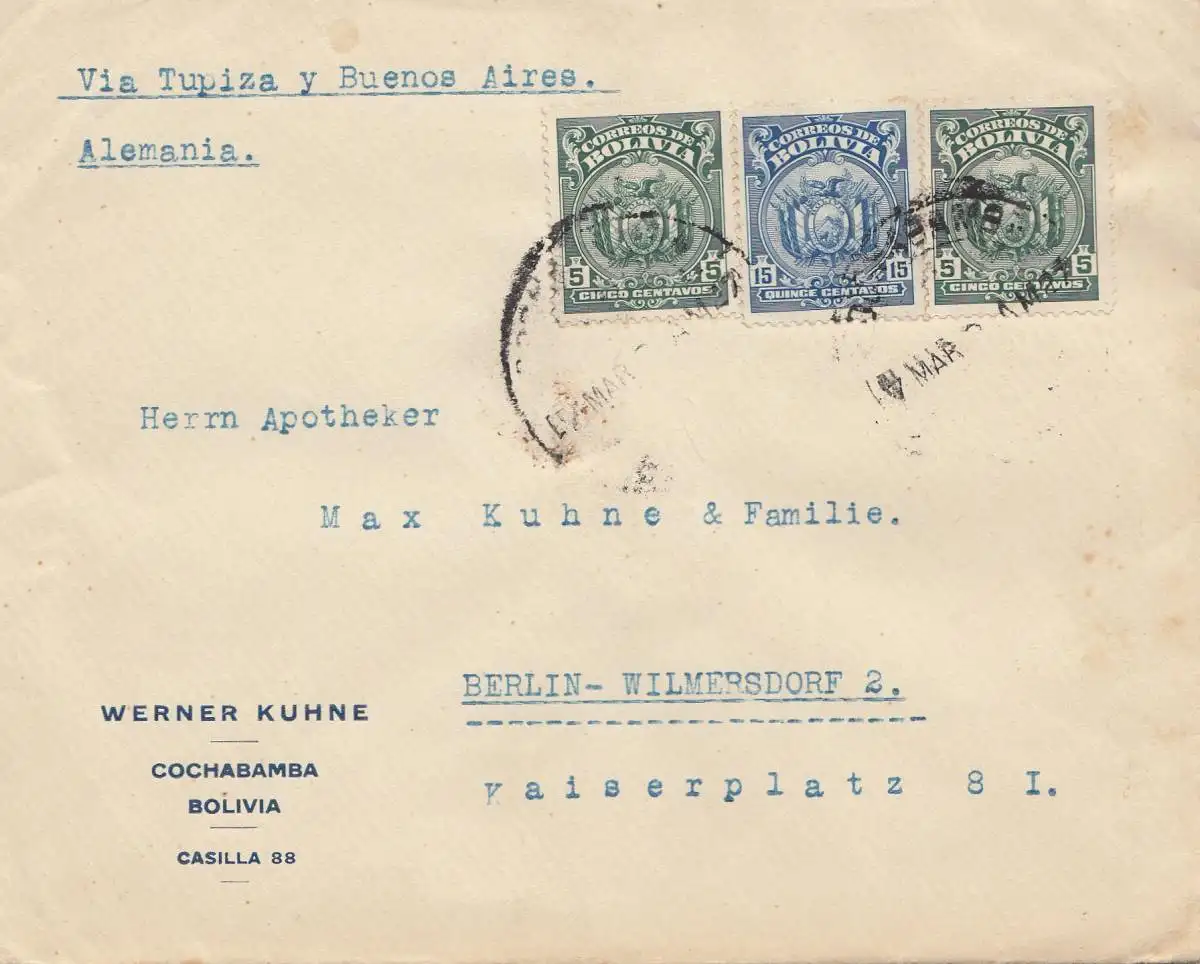 Via Tupiza y Buenos Aires.
Alemania.
CORREOS DE
BOLIVIA
5 5
CINCO CENTAVOS
CORREOS DE
BOLIVIA
15 15
QUINCE CENTAVOS
CORREOS DE
BOLIVIA
5 5
CINCO CENTAVOS
MAR
MAR
Herrn Apotheker
Max Kuhne & Familie.
BERLIN- WILMERSDORF 2.
Kaiserplatz 8 I.
WERNER KUHNE
COCHABAMBA
BOLIVIA
CASILLA 88